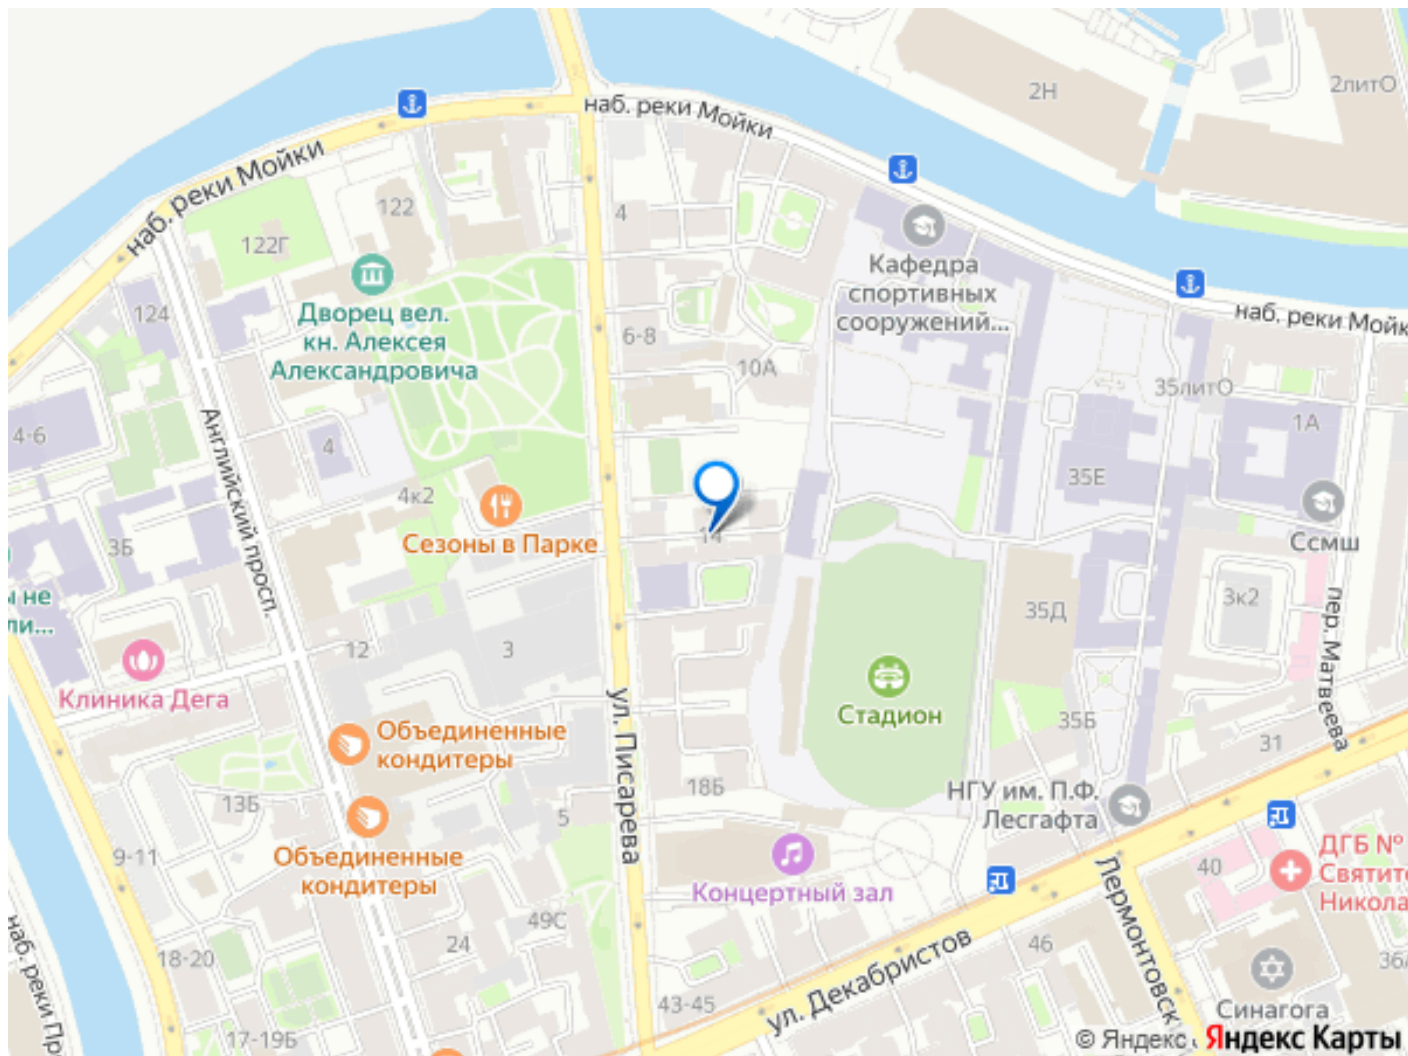 2Н
2литО
наб. реки Мойки
наб. реки Мойки
122
4
122Г
Кафедра
спортивных
сооружений...
Дворец вел.
кн. Алексея
Александровича
124
наб. реки Мойк
6-8
10А
35литО
1А
4-6
Английский просп.
4
35Е
4к2
Сезоны в Парке
14
3Б
Ссмш
ы не
ли...
3к2
35Д
пер. Матвеева
12
3
Клиника Дега
ул. Писарева
Стадион
35Б
31
Объединенные
кондитеры
18Б
НГУ им. П.Ф.
Лесгафта
13Б
5
9-11
Объединенные
кондитеры
Концертный зал
40
ДГБ №
Святите
Никола
Лермонтовск
49С
24
наб. реки Пр
18-20
ул. Декабристов
46
36А
43-45
Синагога
17-19Б
© Яндекс
Яндекс Карты